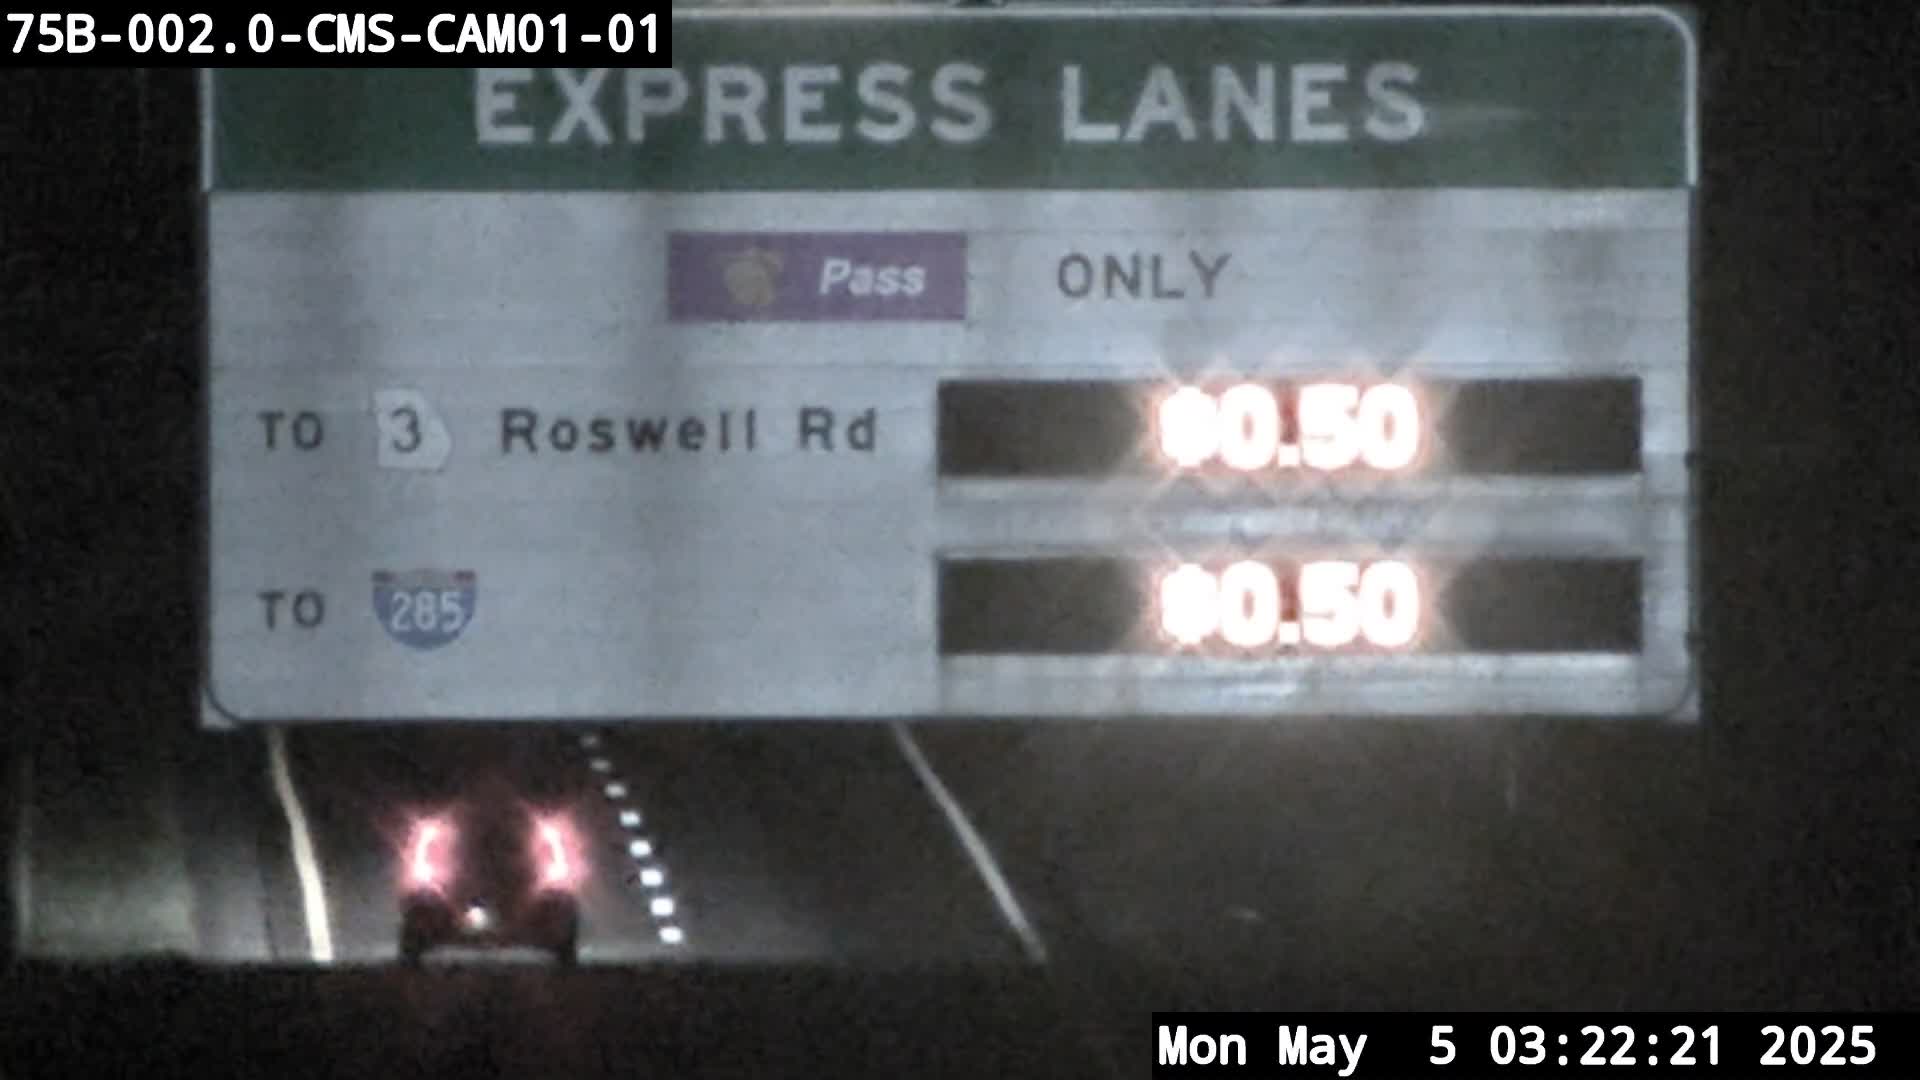 75B-002.0-CMS-CAM01-01
EXPRESS LANES
Pass ONLY
TO 3 Roswell Rd $0.50
TO 285 $0.50
Mon May 5 03:22:21 2025